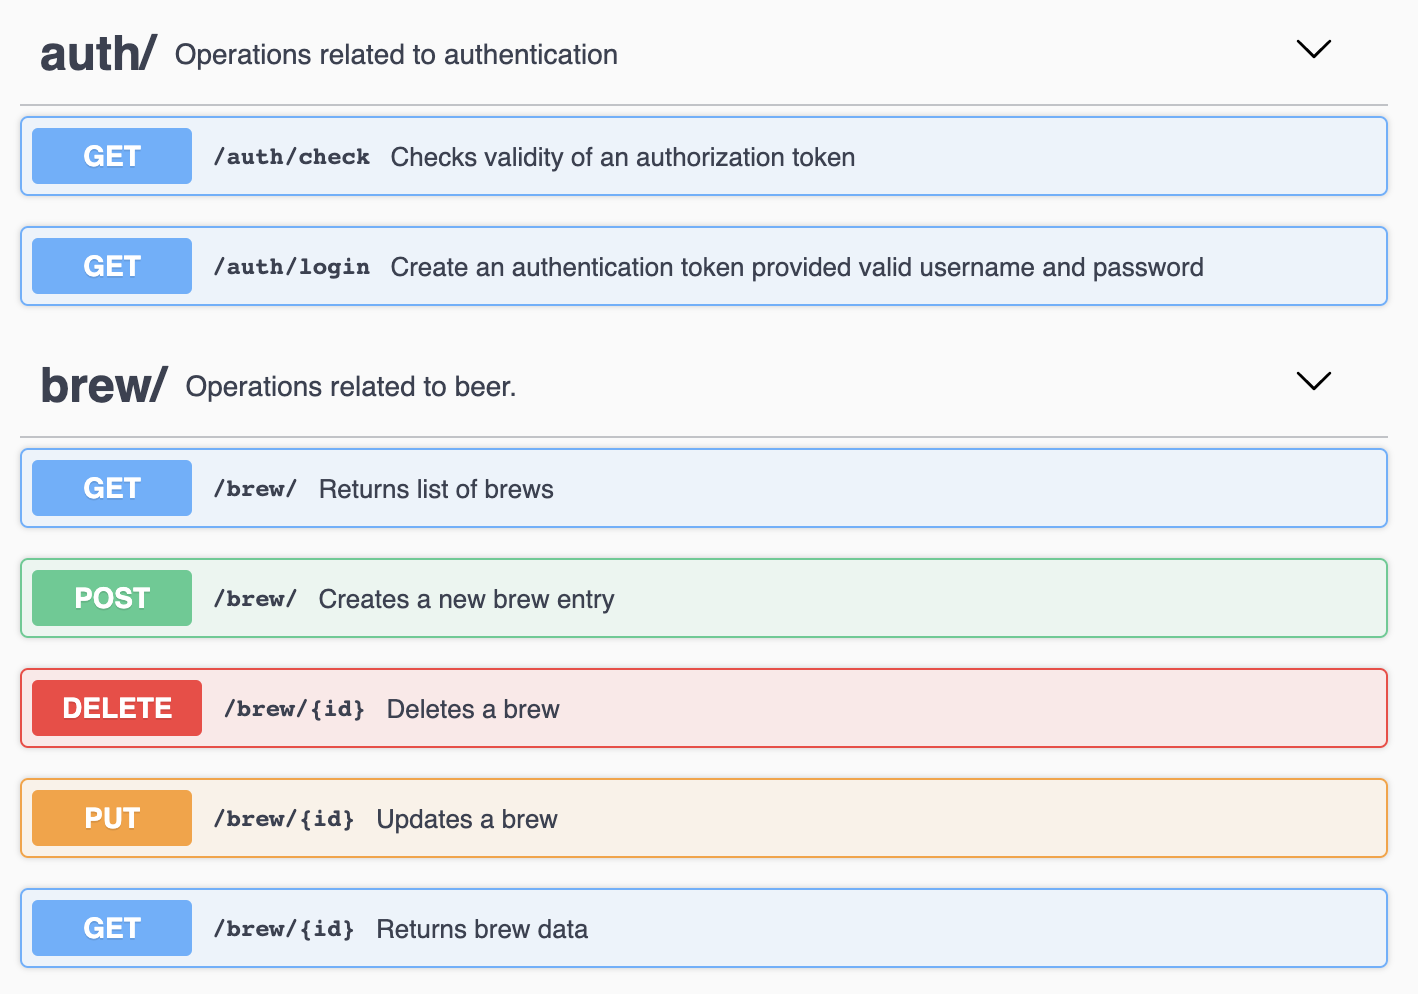 auth/ Operations related to authentication
GET /auth/check Checks validity of an authorization token
GET /auth/login Create an authentication token provided valid username and password
brew/ Operations related to beer.
GET /brew/ Returns list of brews
POST /brew/ Creates a new brew entry
DELETE /brew/{id} Deletes a brew
PUT /brew/{id} Updates a brew
GET /brew/{id} Returns brew data